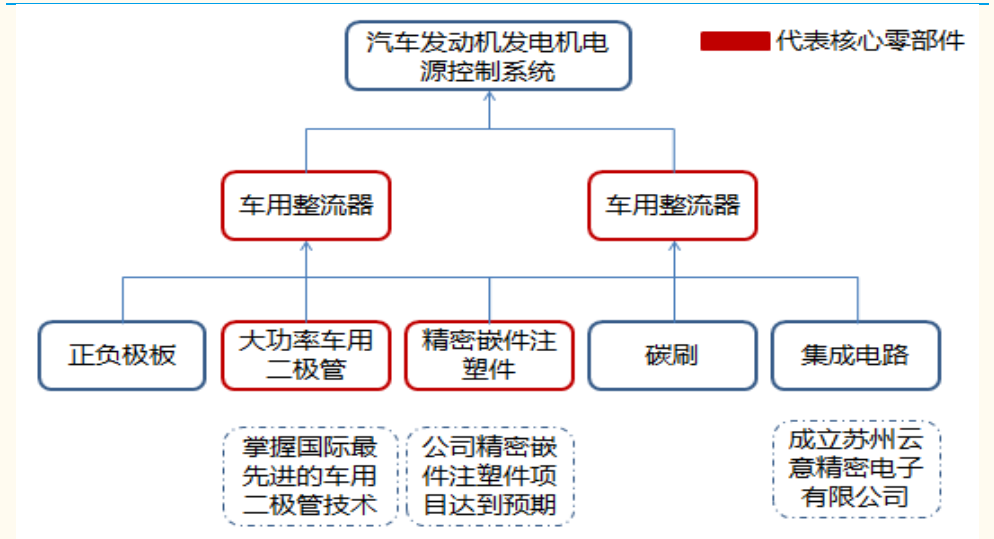 汽车发动机发电机电
源控制系统
代表核心零部件
车用整流器
车用整流器
正负极板
大功率车用
二极管
精密嵌件注
塑件
碳刷
集成电路
掌握国际最
先进的车用
二极管技术
公司精密嵌
件注塑件项
目达到预期
成立苏州云
意精密电子
有限公司